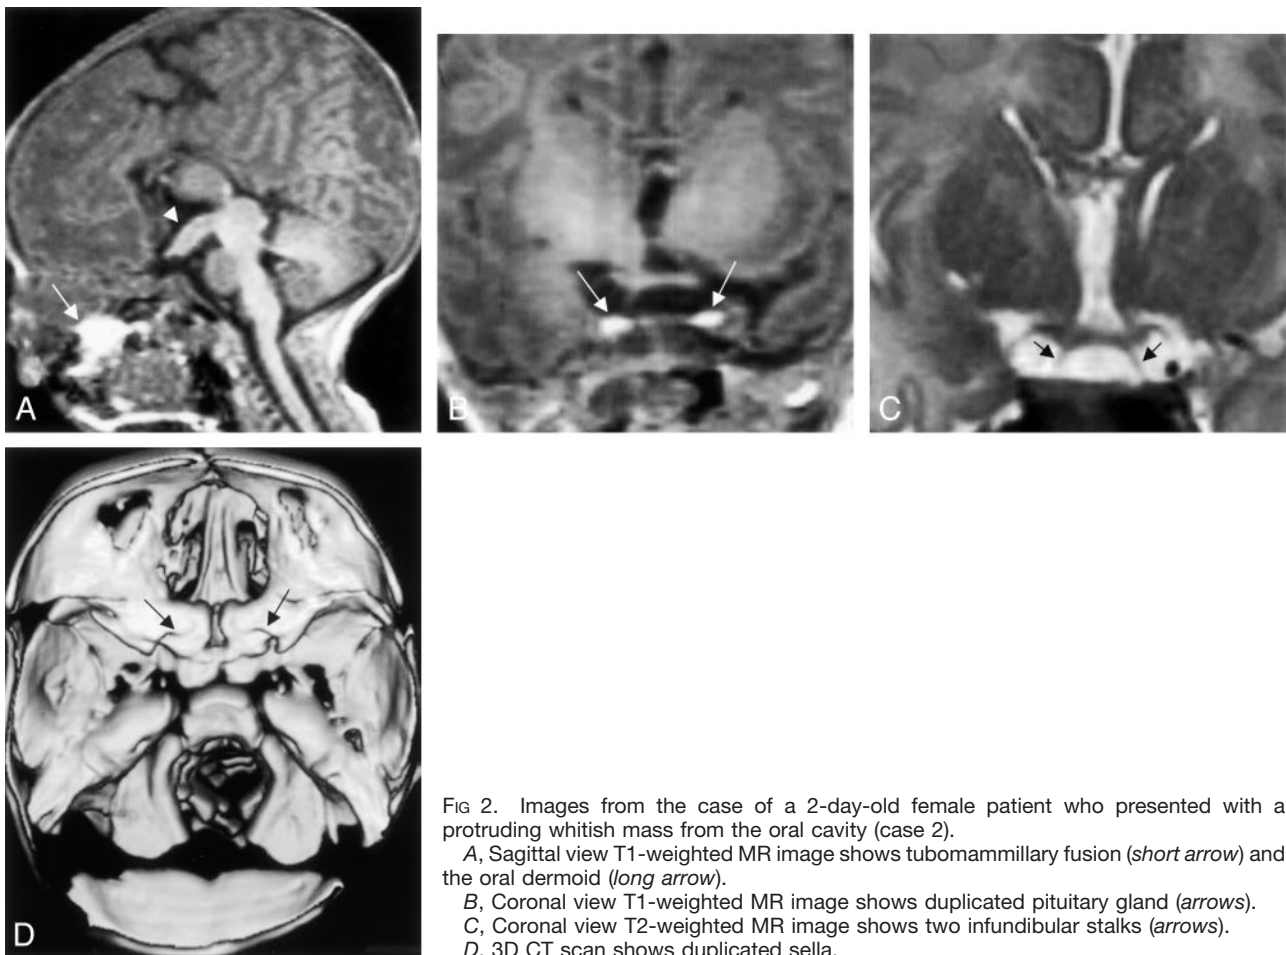 A
B
C
D
FIG 2. Images from the case of a 2-day-old female patient who presented with a
protruding whitish mass from the oral cavity (case 2).
A, Sagittal view T1-weighted MR image shows tubomammillary fusion (short arrow) and
the oral dermoid (long arrow).
B, Coronal view T1-weighted MR image shows duplicated pituitary gland (arrows).
C, Coronal view T2-weighted MR image shows two infundibular stalks (arrows).
D, 3D CT scan shows duplicated sella.